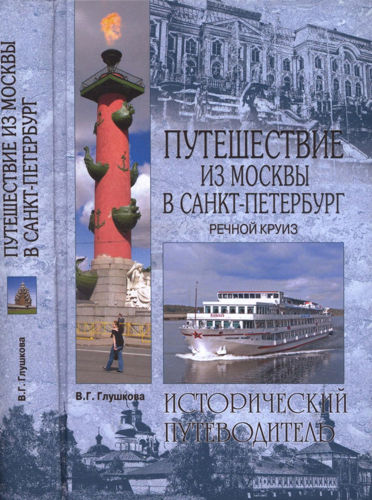 ПУТЕШЕСТВИЕ ИЗ МОСКВЫ
В САНКТ-ПЕТЕРБУРГ
В.Г. Глушкова
ПУТЕШЕСТВИЕ
ИЗ МОСКВЫ
В САНКТ-ПЕТЕРБУРГ
РЕЧНОЙ КРУИЗ
В.Г. Глушкова
ИСТОРИЧЕСКИЙ
ПУТЕВОДИТЕЛЬ